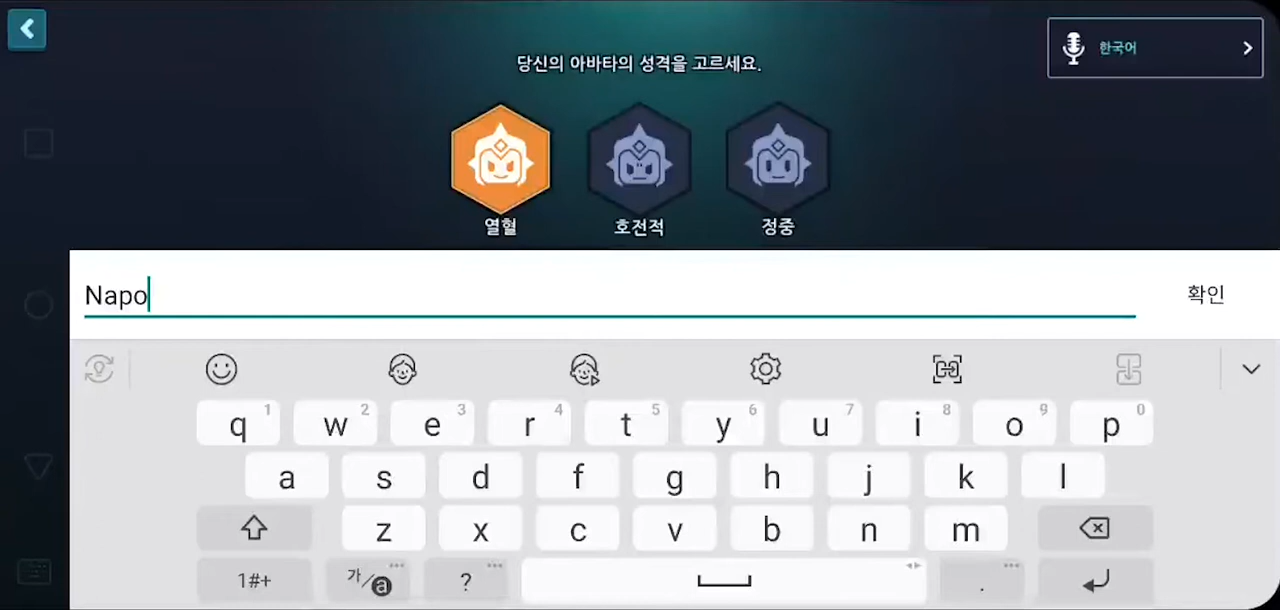 당신의 아바타의 성격을 고르세요.
한국어
열혈
호전적
정중
Napo
확인
q 1 w 2 e 3 r 4 t 5 y 6 u 7 i 8 o 9 p 0
a s d f g h j k l
z x c v b n m
1#+ 가/a ? .